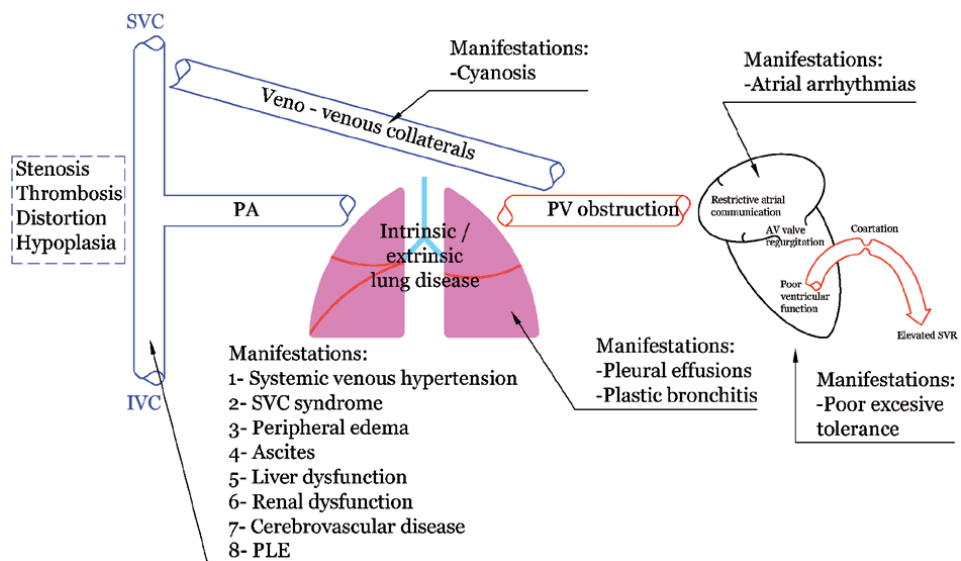 SVC
Manifestations:
-Cyanosis
Manifestations:
-Atrial arrhythmias
Veno - venous collaterals
Stenosis
Thrombosis
Distortion
Hypoplasia
PA
PV obstruction
Restrictive atrial
communication
AV valve
regurgitation
Coartation
Intrinsic /
extrinsic
lung disease
Poor
ventricular
function
Elevated SVR
IVC
Manifestations:
1- Systemic venous hypertension
2- SVC syndrome
3- Peripheral edema
4- Ascites
5- Liver dysfunction
6- Renal dysfunction
7- Cerebrovascular disease
8- PLE
Manifestations:
-Pleural effusions
-Plastic bronchitis
Manifestations:
-Poor excesive
tolerance